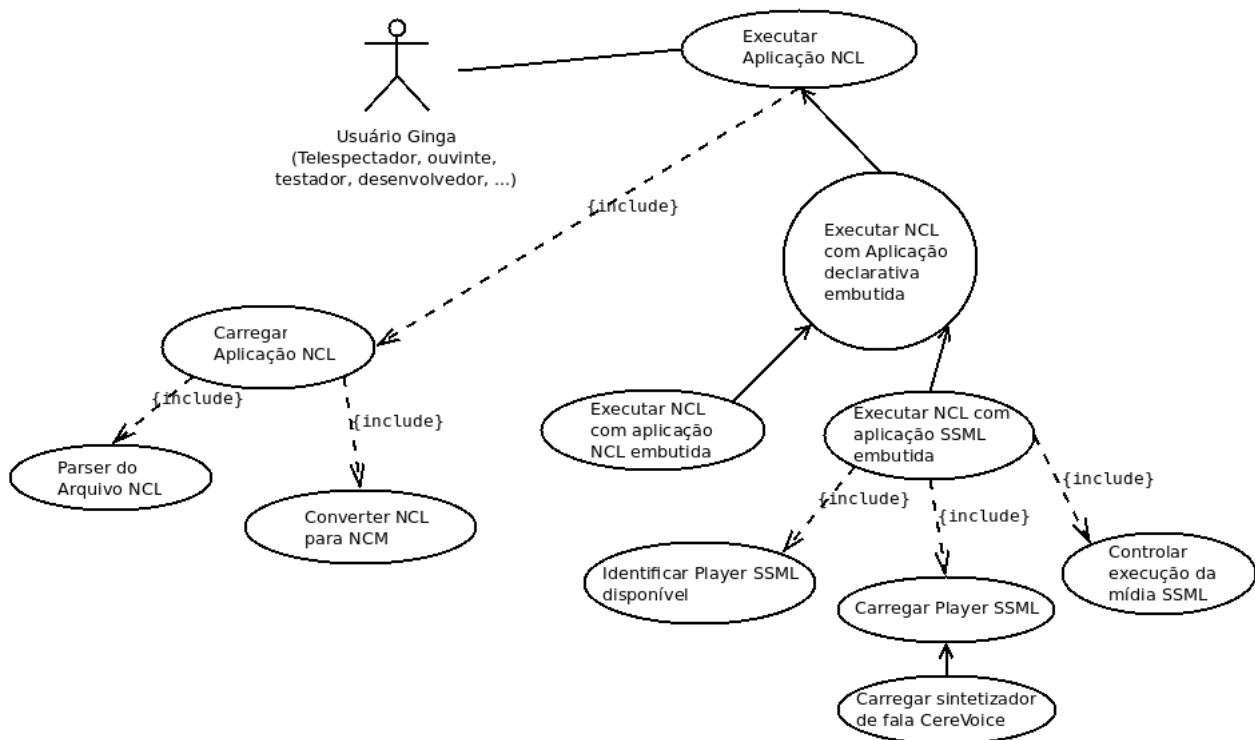 Executar
Aplicação NCL
Usuário Ginga
(Telespectador, ouvinte,
testador, desenvolvedor, ...)
{include}
Executar NCL
com Aplicação
declarativa
embutida
Carregar
Aplicação NCL
{include}
{include}
Parser do
Arquivo NCL
Converter NCL
para NCM
Executar NCL
com aplicação
NCL embutida
Executar NCL com
aplicação SSML
embutida
{include}
{include}
{include}
Identificar Player SSML
disponível
Carregar Player SSML
Controlar
execução da
mídia SSML
Carregar sintetizador
de fala CereVoice